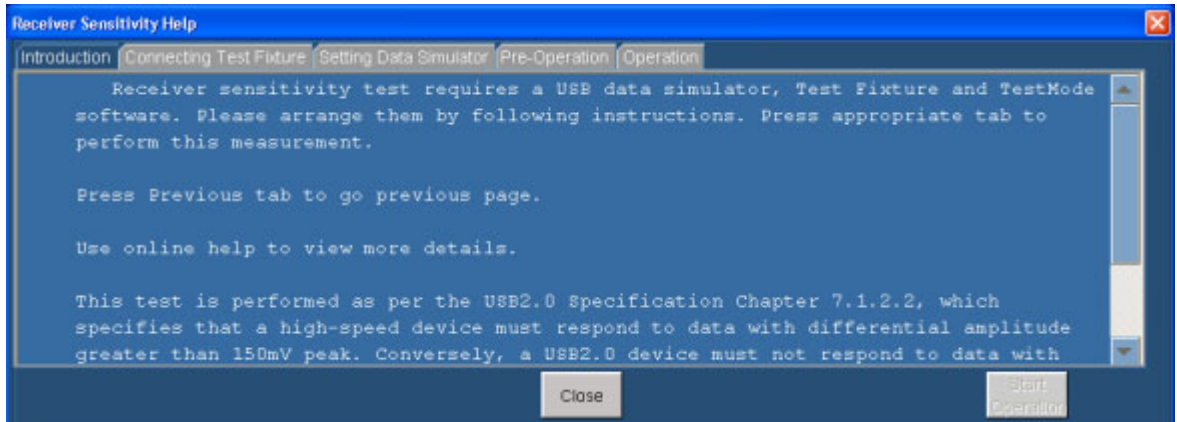 Receiver Sensitivity Help
Introduction Connecting Test Fixture Setting Data Simulator Pre-Operation Operation
Receiver sensitivity test requires a USB data simulator, Test Fixture and TestMode
software. Please arrange them by following instructions. Press appropriate tab to
perform this measurement.
Press Previous tab to go previous page.
Use online help to view more details.
This test is performed as per the USB2.0 Specification Chapter 7.1.2.2, which
specifies that a high-speed device must respond to data with differential amplitude
greater than 150mV peak. Conversely, a USB2.0 device must not respond to data with
Close
Start
Operation